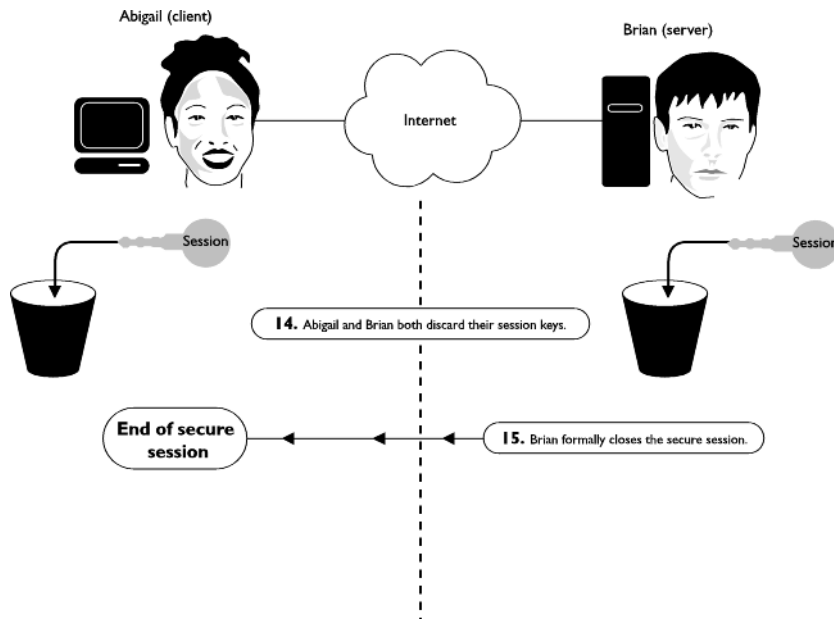 Abigail (client)
Brian (server)
Internet
Session
Session
14. Abigail and Brian both discard their session keys.
End of secure
session
15. Brian formally closes the secure session.